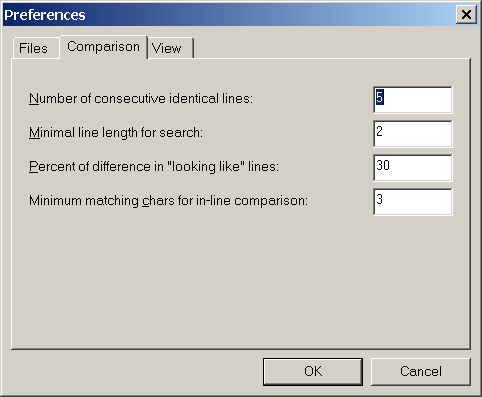 Preferences
Files Comparison View
Number of consecutive identical lines: 5
Minimal line length for search: 2
Percent of difference in "looking like" lines: 30
Minimum matching chars for in-line comparison: 3
OK Cancel